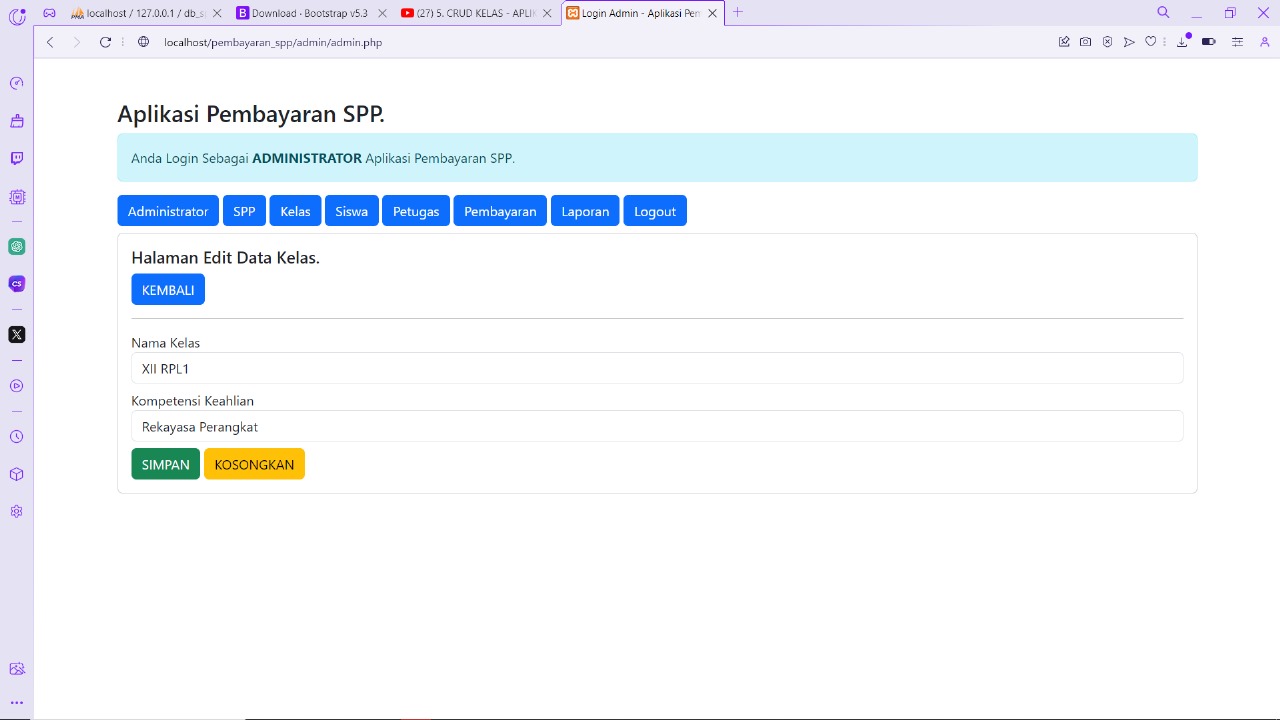 localhost / 127.0.0.1 / db_s
Download · Bootstrap v5.3
(27) 5. CRUD KELAS - APLIK
Login Admin - Aplikasi Pem
localhost/pembayaran_spp/admin/admin.php
Aplikasi Pembayaran SPP.
Anda Login Sebagai ADMINISTRATOR Aplikasi Pembayaran SPP.
Administrator SPP Kelas Siswa Petugas Pembayaran Laporan Logout
Halaman Edit Data Kelas.
KEMBALI
Nama Kelas
XII RPL1
Kompetensi Keahlian
Rekayasa Perangkat
SIMPAN KOSONGKAN